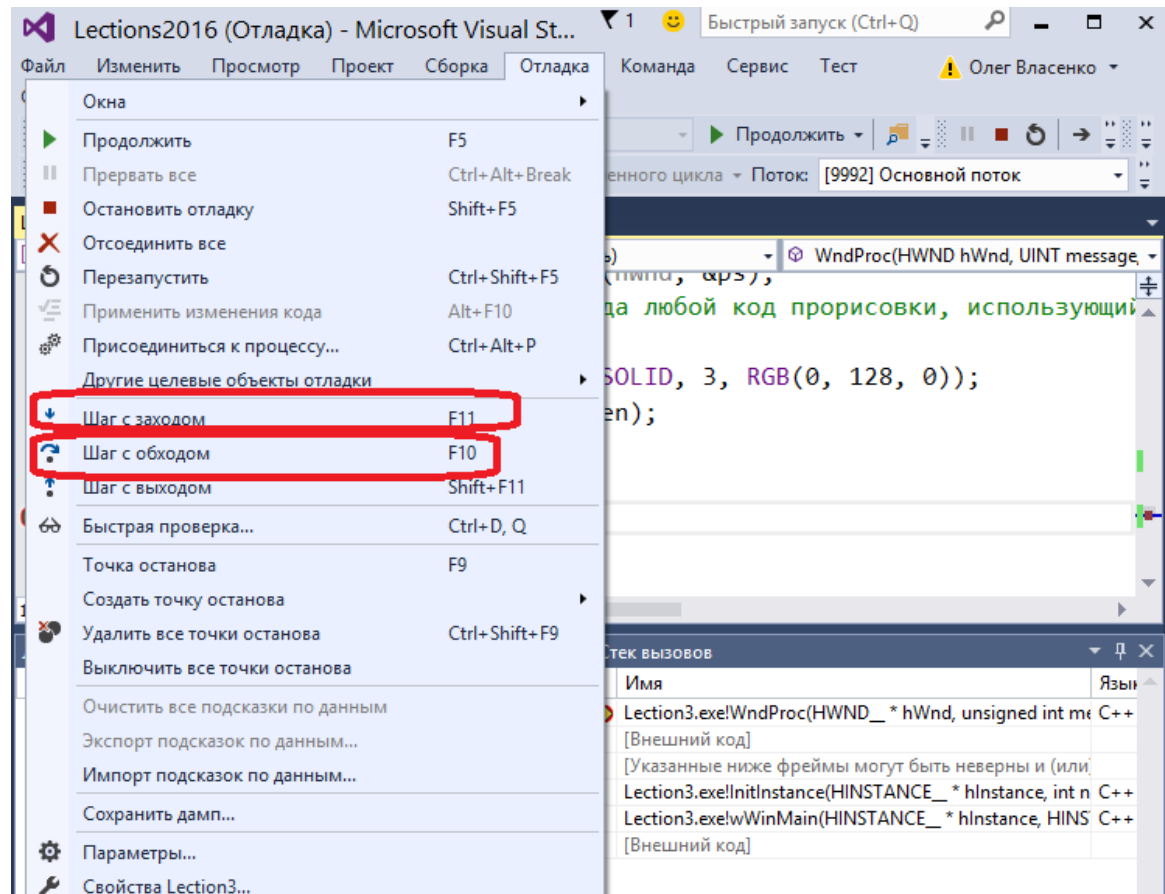 Lections2016 (Отладка) - Microsoft Visual St... 1 Быстрый запуск (Ctrl+Q)
Файл Изменить Просмотр Проект Сборка Отладка Команда Сервис Тест Олег Власенко
Окна
Продолжить F5
Продолжить
Прервать все Ctrl+Alt+Break
енного цикла Поток: [9992] Основной поток
Остановить отладку Shift+F5
Отсоединить все
WndProc(HWND hWnd, UINT message,
Перезапустить Ctrl+Shift+F5
(hWnd, &ps);
Применить изменения кода Alt+F10
да любой код прорисовки, использующий
Присоединиться к процессу... Ctrl+Alt+P
Другие целевые объекты отладки
SOLID, 3, RGB(0, 128, 0));
Шаг с заходом F11
en);
Шаг с обходом F10
Шаг с выходом Shift+F11
Быстрая проверка... Ctrl+D, Q
Точка останова F9
Создать точку останова
Удалить все точки останова Ctrl+Shift+F9
Стек вызовов
Выключить все точки останова
Имя Язык
Очистить все подсказки по данным
Lection3.exe!WndProc(HWND__ * hWnd, unsigned int me C++
Экспорт подсказок по данным...
[Внешний код]
[Указанные ниже фреймы могут быть неверны и (или)
Импорт подсказок по данным...
Lection3.exe!InitInstance(HINSTANCE__ * hInstance, int n C++
Сохранить дамп...
Lection3.exe!wWinMain(HINSTANCE__ * hInstance, HINS C++
Параметры...
[Внешний код]
Свойства Lection3...